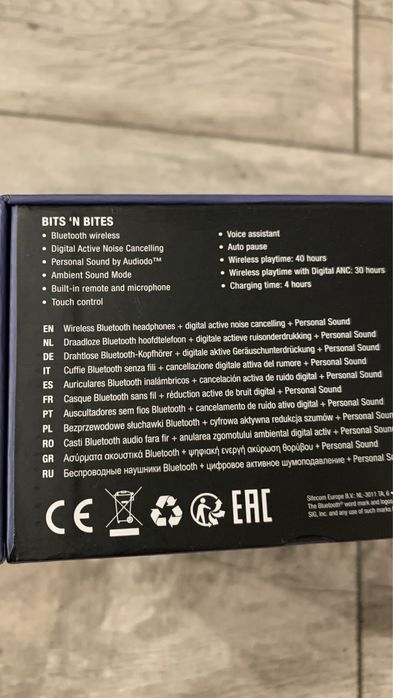 BITS 'N BITES
• Bluetooth wireless
• Digital Active Noise Cancelling
• Personal Sound by Audiodo™
• Ambient Sound Mode
• Built-in remote and microphone
• Touch control
• Voice assistant
• Auto pause
• Wireless playtime: 40 hours
• Wireless playtime with Digital ANC: 30 hours
• Charging time: 4 hours
EN Wireless Bluetooth headphones + digital active noise cancelling + Personal Sound
NL Draadloze Bluetooth hoofdtelefoon + digitale actieve ruisonderdrukking + Personal Sound
DE Drahtlose Bluetooth-Kopfhörer + digitale aktive Geräuschunterdrückung + Personal Sound
IT Cuffie Bluetooth senza fili + cancellazione digitale attiva del rumore + Personal Sound
ES Auriculares Bluetooth inalámbricos + cancelación activa de ruido digital + Personal Sound
FR Casque Bluetooth sans fil + réduction active de bruit digital + Personal Sound
PT Auscultadores sem fios Bluetooth + cancelamento de ruído ativo digital + Personal Sound
PL Bezprzewodowe słuchawki Bluetooth + cyfrowa aktywna redukcja szumów + Personal Soun
RO Casti Bluetooth audio fara fir + anularea zgomotului ambiental digital activ + Personal Soun
GR Ασύρματα ακουστικά Bluetooth + ψηφιακή ενεργή ακύρωση θορύβου + Personal Sound
RU Беспроводные наушники Bluetooth + цифровое активное шумоподавление + Personal So
CE EAC
Sitecom Europe B.V.: NL-3011 TA, 6 •
The Bluetooth® word mark and logos
SIG, Inc. and any use of such marks